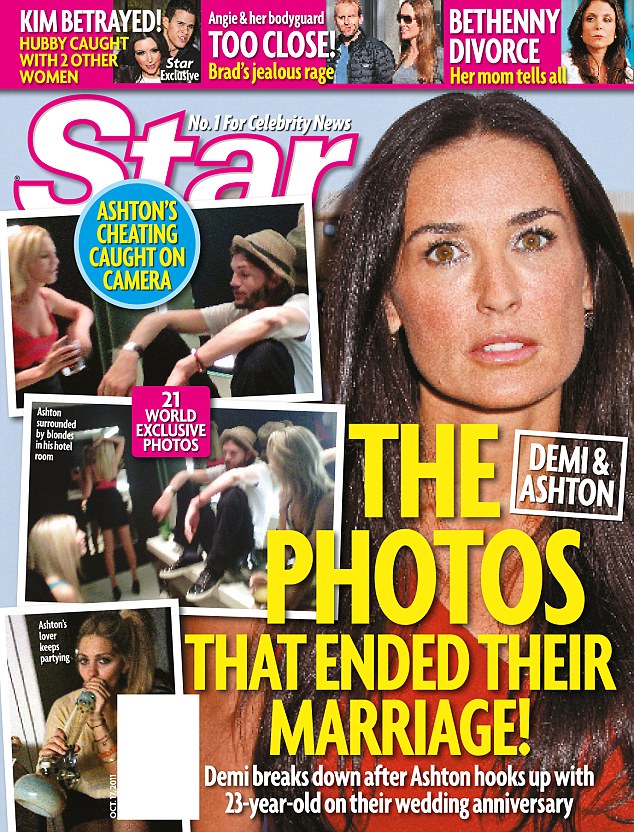 KIM BETRAYED!
HUBBY CAUGHT
WITH 2 OTHER
WOMEN
Star
Exclusive
Angie & her bodyguard
TOO CLOSE!
Brad's jealous rage
BETHENNY
DIVORCE
Her mom tells all
No. 1 For Celebrity News
Star
ASHTON'S
CHEATING
CAUGHT ON
CAMERA
21
WORLD
EXCLUSIVE
PHOTOS
Ashton
surrounded
by blondes
in his hotel
room
THE
DEMI &
ASHTON
PHOTOS
THAT ENDED THEIR
MARRIAGE!
Ashton's
lover
keeps
partying
Demi breaks down after Ashton hooks up with
23-year-old on their wedding anniversary